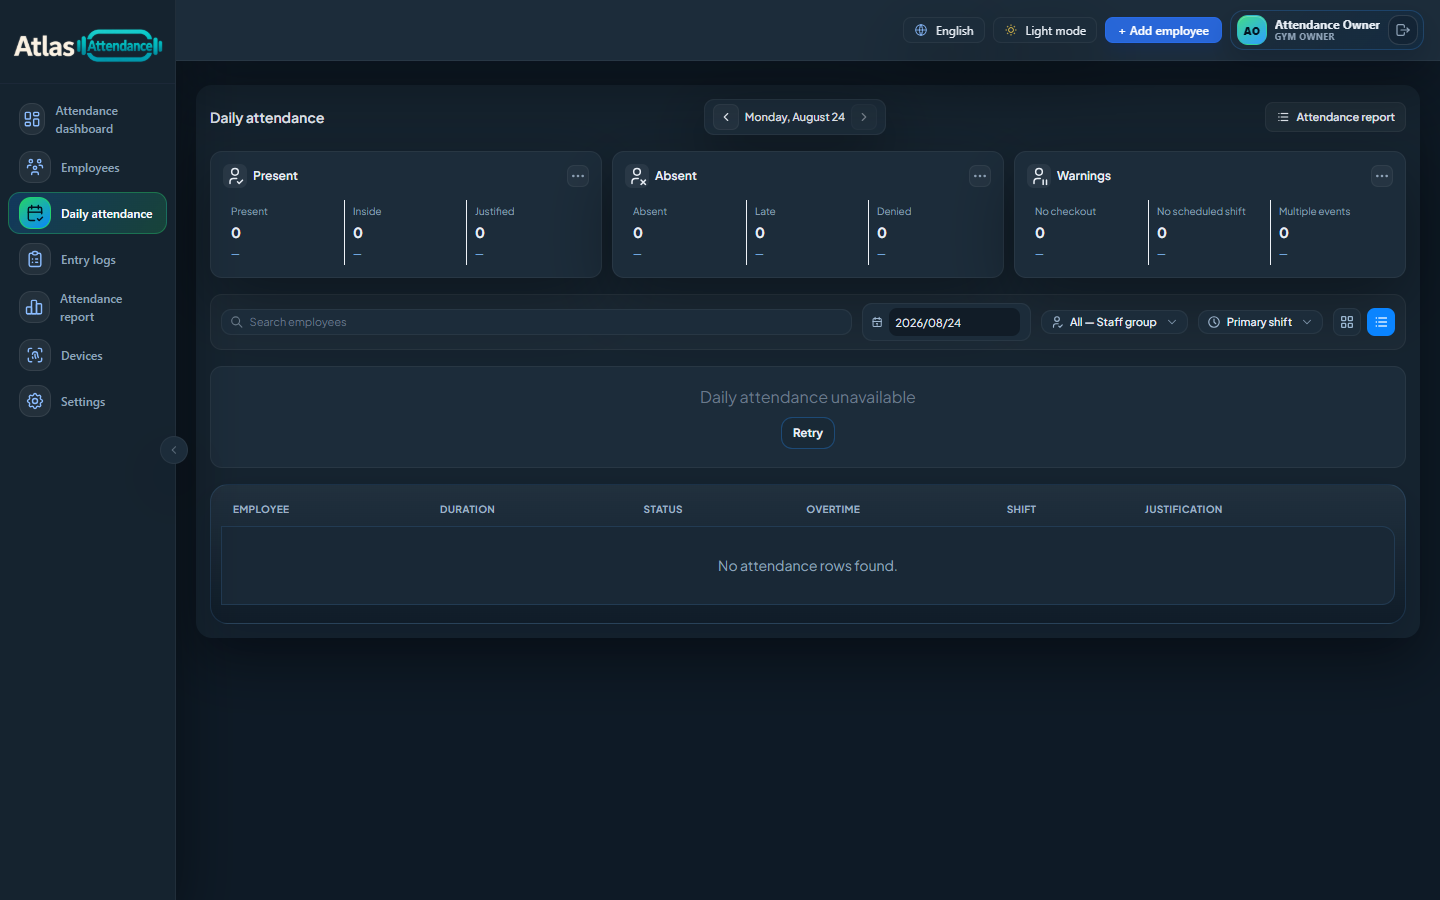 Atlas Attendance
English
Light mode
+ Add employee
AO
Attendance Owner
GYM OWNER
Attendance
dashboard
Employees
Daily attendance
Entry logs
Attendance
report
Devices
Settings
Daily attendance
Monday, August 24
Attendance report
Present
Present
0
—
Inside
0
—
Justified
0
—
Absent
Absent
0
—
Late
0
—
Denied
0
—
Warnings
No checkout
0
—
No scheduled shift
0
—
Multiple events
0
—
Search employees
2026/08/24
All — Staff group
Primary shift
Daily attendance unavailable
Retry
EMPLOYEE DURATION STATUS OVERTIME SHIFT JUSTIFICATION
No attendance rows found.